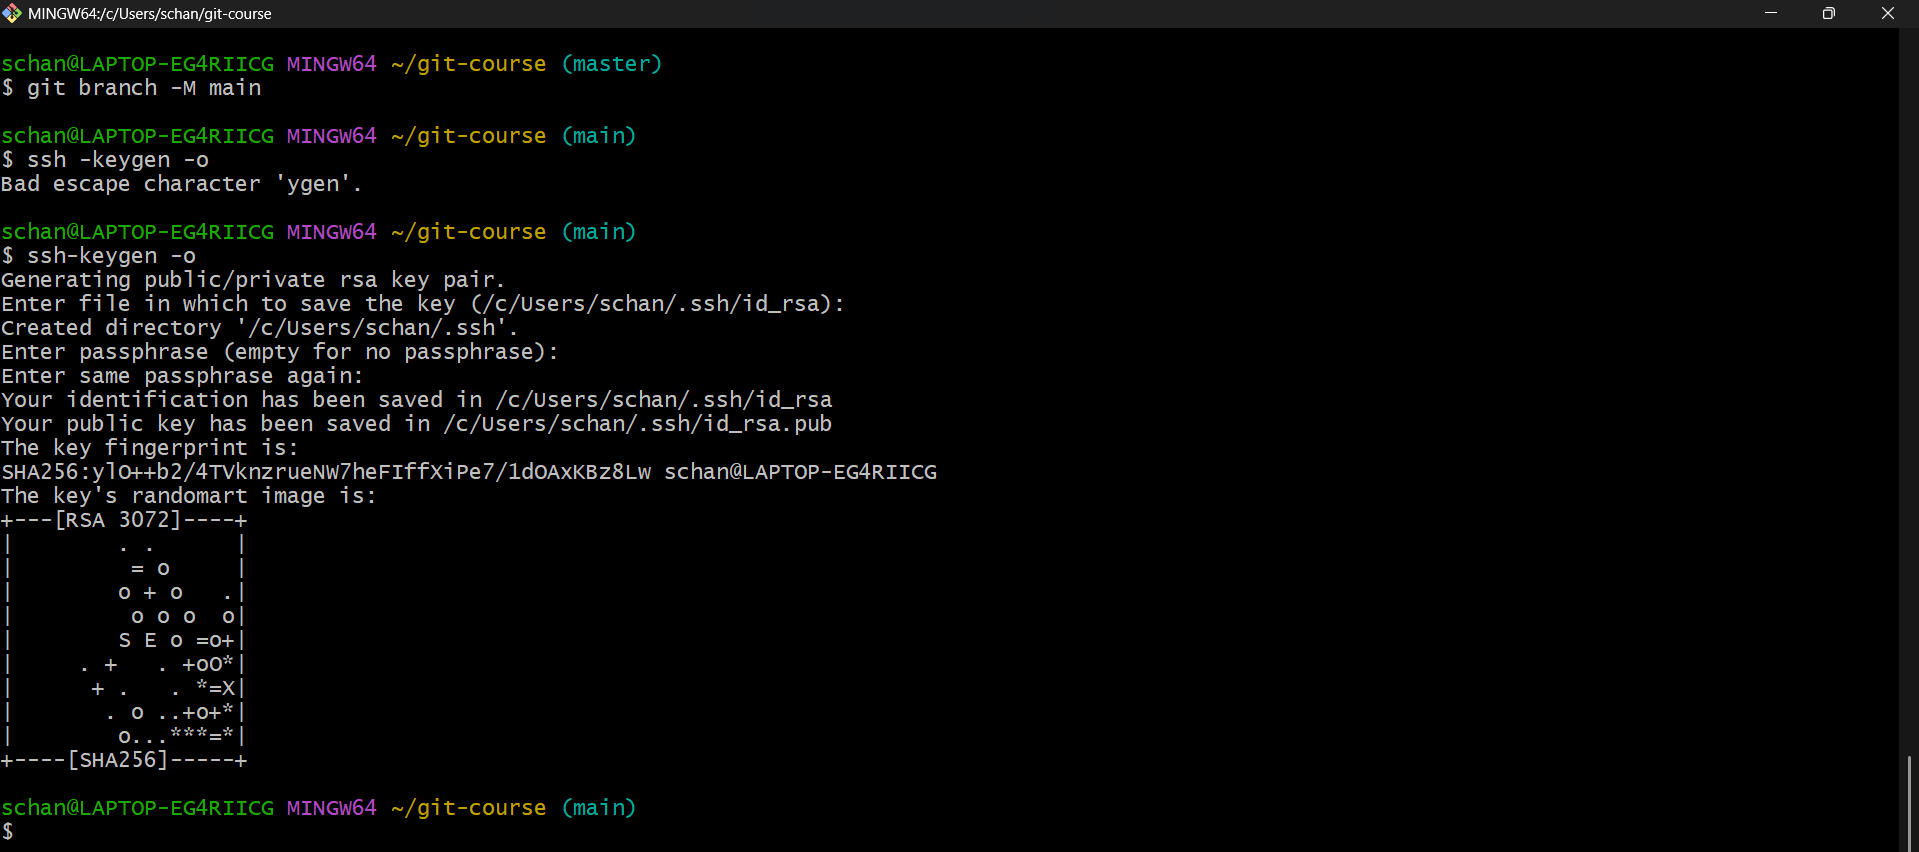 MINGW64:/c/Users/schan/git-course
schan@LAPTOP-EG4RIICG MINGW64 ~/git-course (master)
$ git branch -M main
schan@LAPTOP-EG4RIICG MINGW64 ~/git-course (main)
$ ssh -keygen -o
Bad escape character 'ygen'.
schan@LAPTOP-EG4RIICG MINGW64 ~/git-course (main)
$ ssh-keygen -o
Generating public/private rsa key pair.
Enter file in which to save the key (/c/Users/schan/.ssh/id_rsa):
Created directory '/c/Users/schan/.ssh'.
Enter passphrase (empty for no passphrase):
Enter same passphrase again:
Your identification has been saved in /c/Users/schan/.ssh/id_rsa
Your public key has been saved in /c/Users/schan/.ssh/id_rsa.pub
The key fingerprint is:
SHA256:ylO++b2/4TVknzrueNW7heFIffXiPe7/1dOAxKBz8Lw schan@LAPTOP-EG4RIICG
The key's randomart image is:
+---[RSA 3072]----+
|        . .      |
|         = o     |
|        o + o   .|
|         o o o  o|
|        S E o =o+|
|     . +   . +oO*|
|      + .   . *=X|
|       . o ..+o+*|
|        o...***=*|
+----[SHA256]-----+
schan@LAPTOP-EG4RIICG MINGW64 ~/git-course (main)
$